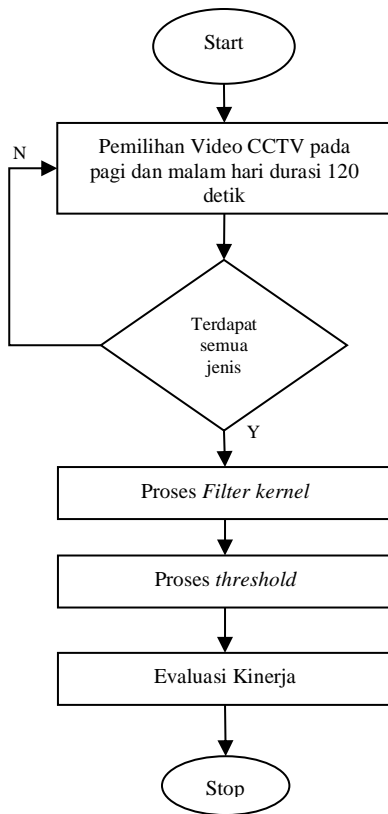 Start
N
Pemilihan Video CCTV pada
pagi dan malam hari durasi 120
detik
Terdapat
semua
jenis
Y
Proses Filter kernel
Proses threshold
Evaluasi Kinerja
Stop